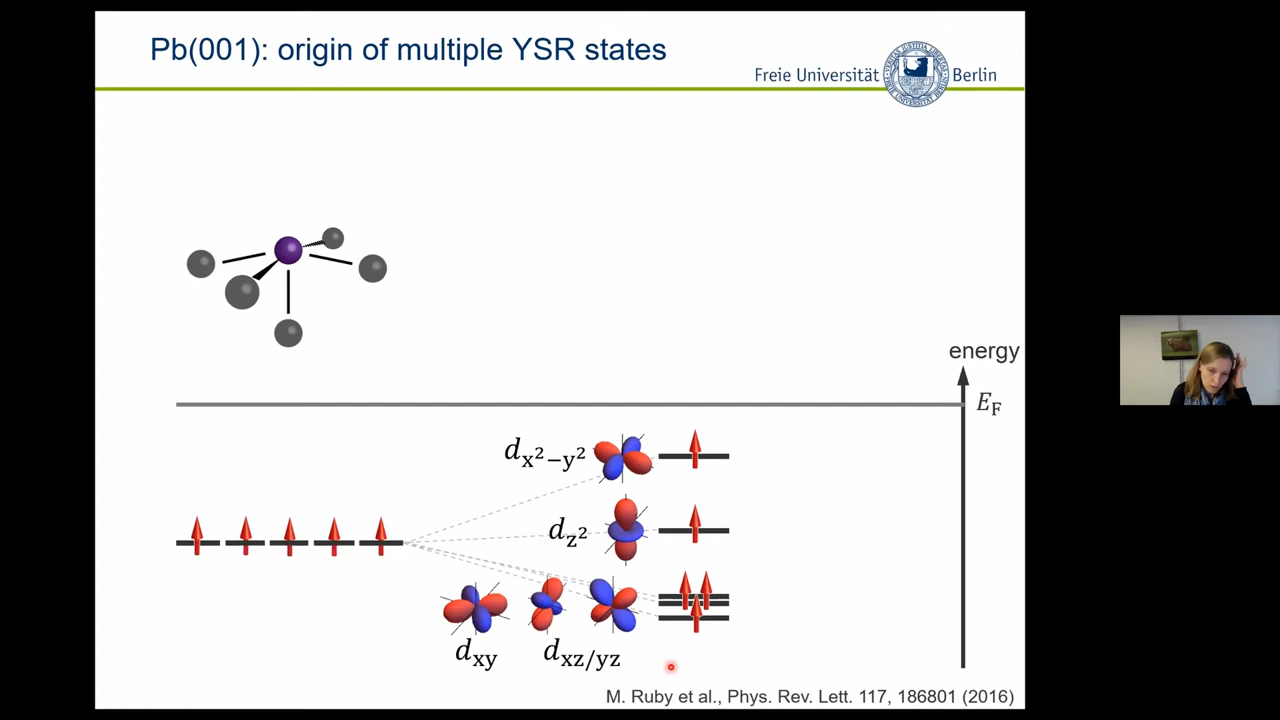 Pb(001): origin of multiple YSR states
Freie Universität Berlin
energy
E_F
d_x²−y²
d_z²
d_xy
d_xz/yz
M. Ruby et al., Phys. Rev. Lett. 117, 186801 (2016)